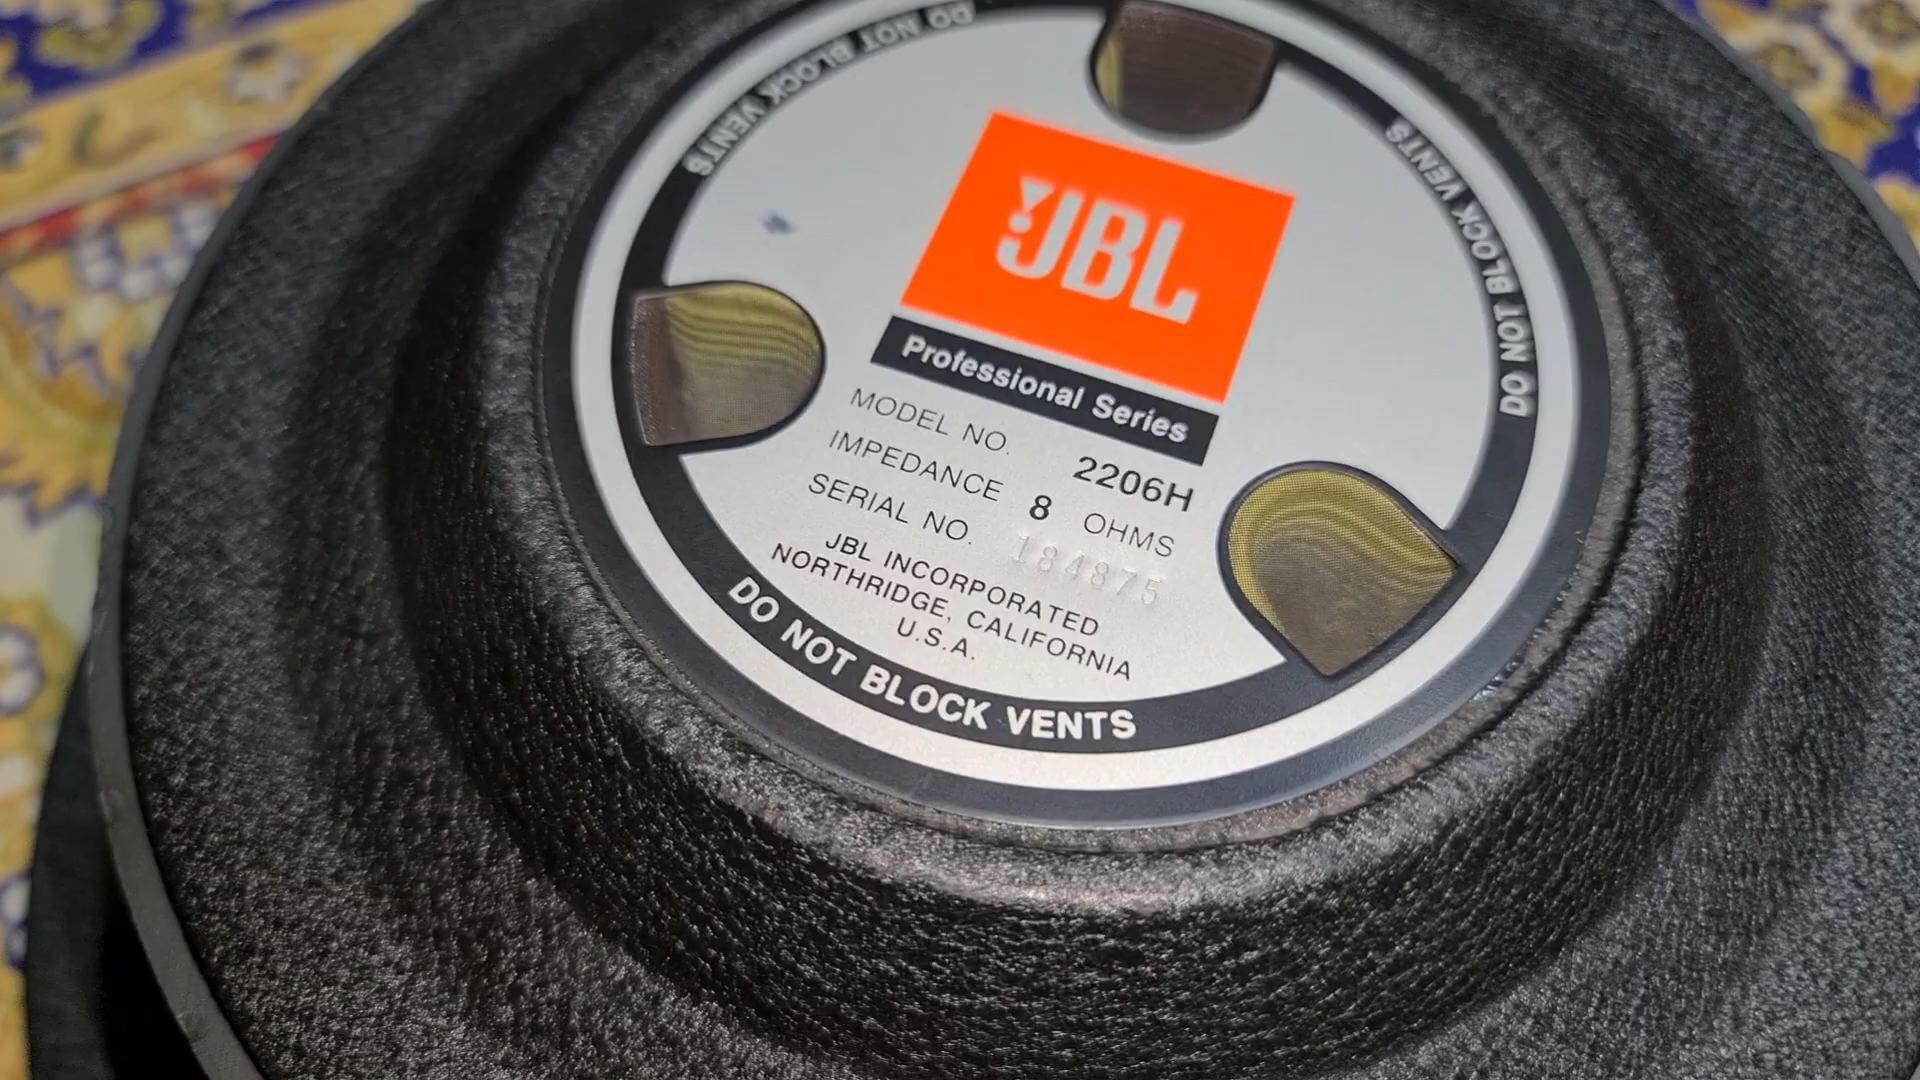 DO NOT BLOCK VENTS
DO NOT BLOCK VENTS
JBL
Professional Series
MODEL NO. 2206H
IMPEDANCE 8 OHMS
SERIAL NO. 184875
JBL INCORPORATED
NORTHRIDGE, CALIFORNIA
U.S.A.
DO NOT BLOCK VENTS